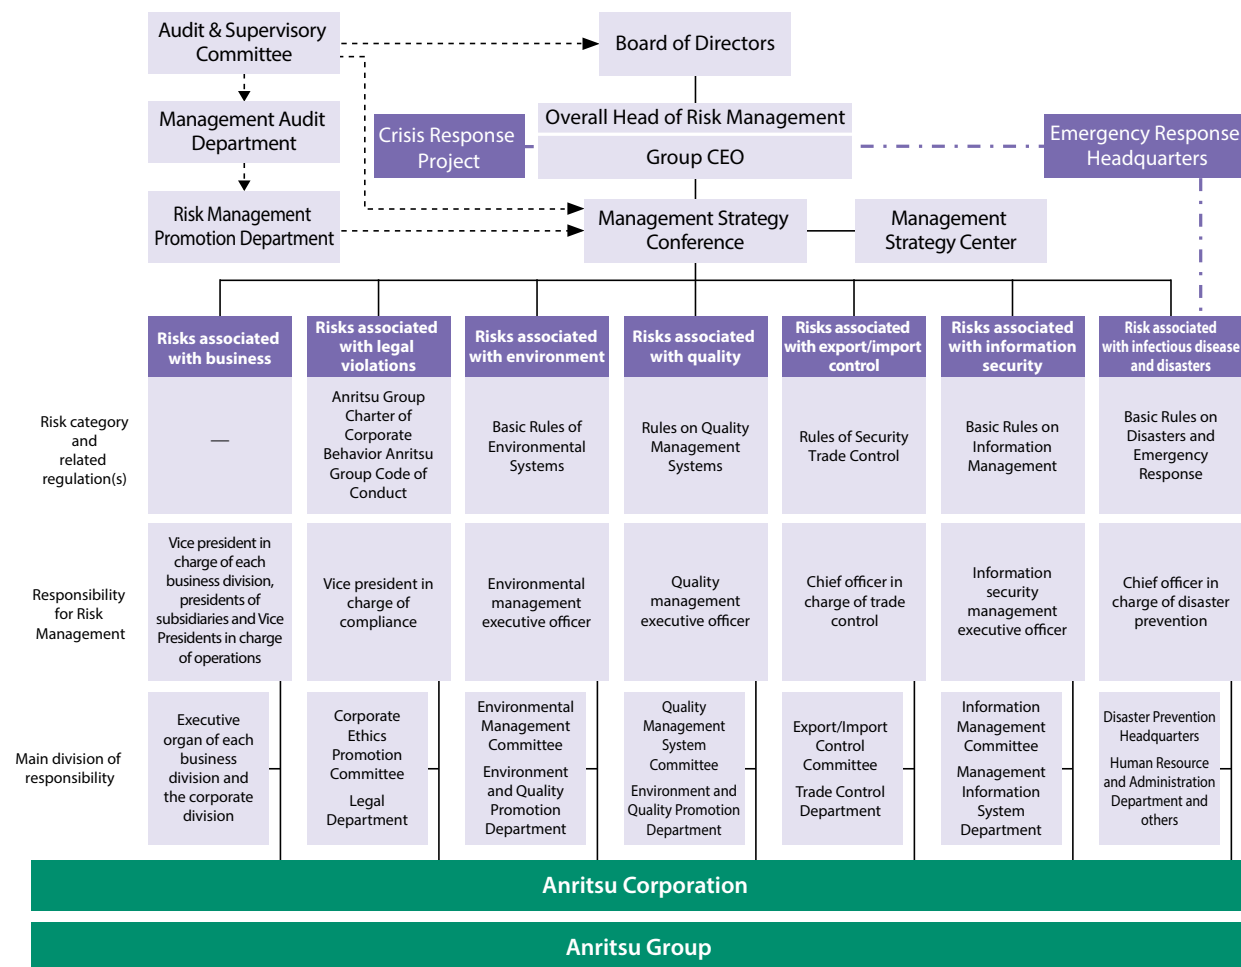 Audit & Supervisory
Committee
Board of Directors
Management Audit
Department
Crisis Response
Project
Overall Head of Risk Management
Group CEO
Emergency Response
Headquarters
Risk Management
Promotion Department
Management Strategy
Conference
Management
Strategy Center
Risks associated
with business
Risks associated
with legal
violations
Risks associated
with environment
Risks associated
with quality
Risks associated
with export/import
control
Risks associated
with information
security
Risk associated
with infectious disease
and disasters
Risk category
and
related
regulation(s)
—
Anritsu Group
Charter of
Corporate
Behavior Anritsu
Group Code of
Conduct
Basic Rules of
Environmental
Systems
Rules on Quality
Management
Systems
Rules of Security
Trade Control
Basic Rules on
Information
Management
Basic Rules on
Disasters and
Emergency
Response
Responsibility
for Risk
Management
Vice president in
charge of each
business division,
presidents of
subsidiaries and Vice
Presidents in charge
of operations
Vice president in
charge of
compliance
Environmental
management
executive officer
Quality
management
executive officer
Chief officer in
charge of trade
control
Information
security
management
executive officer
Chief officer in
charge of disaster
prevention
Main division of
responsibility
Executive
organ of each
business
division and
the corporate
division
Corporate
Ethics
Promotion
Committee
Legal
Department
Environmental
Management
Committee
Environment
and Quality
Promotion
Department
Quality
Management
System
Committee
Environment and
Quality Promotion
Department
Export/Import
Control
Committee
Trade Control
Department
Information
Management
Committee
Management
Information
System
Department
Disaster Prevention
Headquarters
Human Resource
and Administration
Department and
others
Anritsu Corporation
Anritsu Group